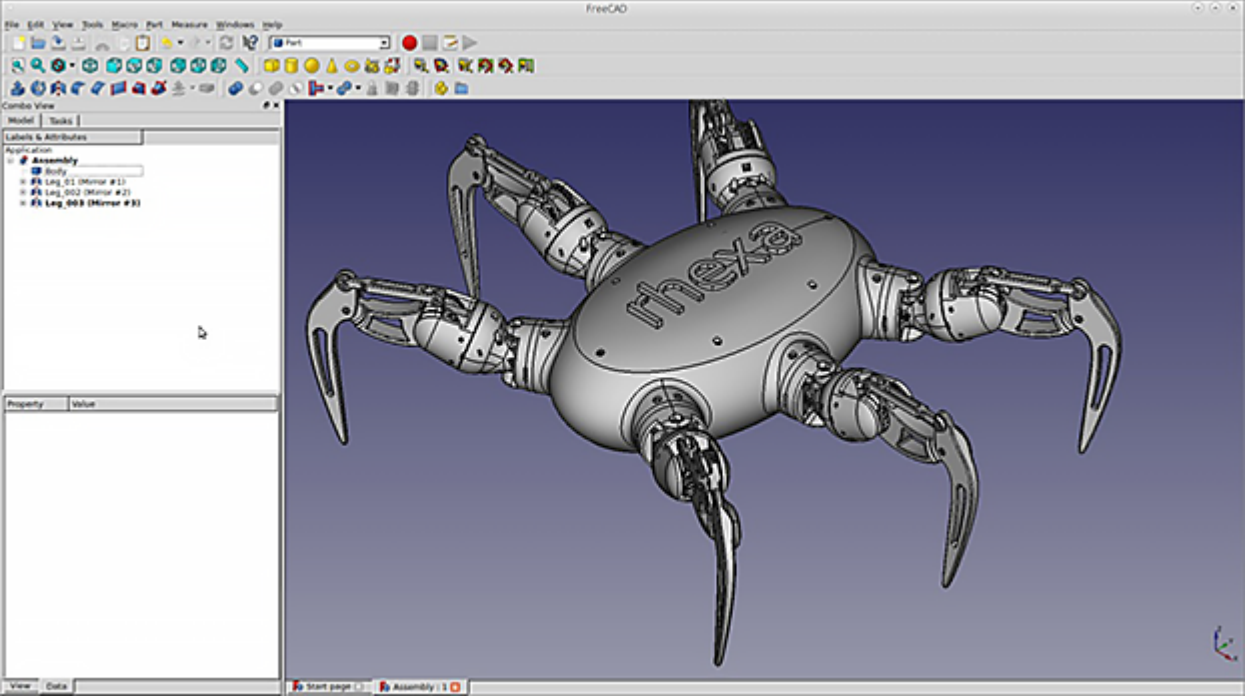 FreeCAD
File Edit View Tools Macro Part Measure Windows Help
Part
Combo View
Model Tasks
Labels & Attributes
Application
Assembly
Body
Leg_01 (Mirror #1)
Leg_002 (Mirror #2)
Leg_003 (Mirror #3)
rhexa
Property Value
View Data
Start page Assembly : 1